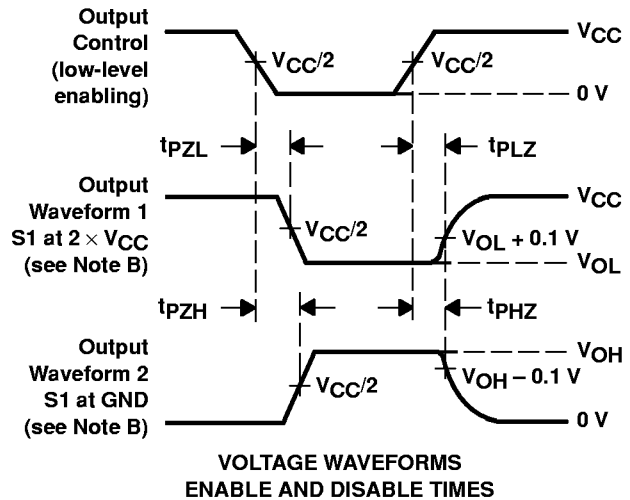 Output
Control
(low-level
enabling)
VCC/2
VCC/2
VCC
0 V
tPZL
tPLZ
Output
Waveform 1
S1 at 2 × VCC
(see Note B)
VCC/2
VCC
VOL + 0.1 V
VOL
tPZH
tPHZ
Output
Waveform 2
S1 at GND
(see Note B)
VCC/2
VOH
VOH – 0.1 V
0 V
VOLTAGE WAVEFORMS
ENABLE AND DISABLE TIMES